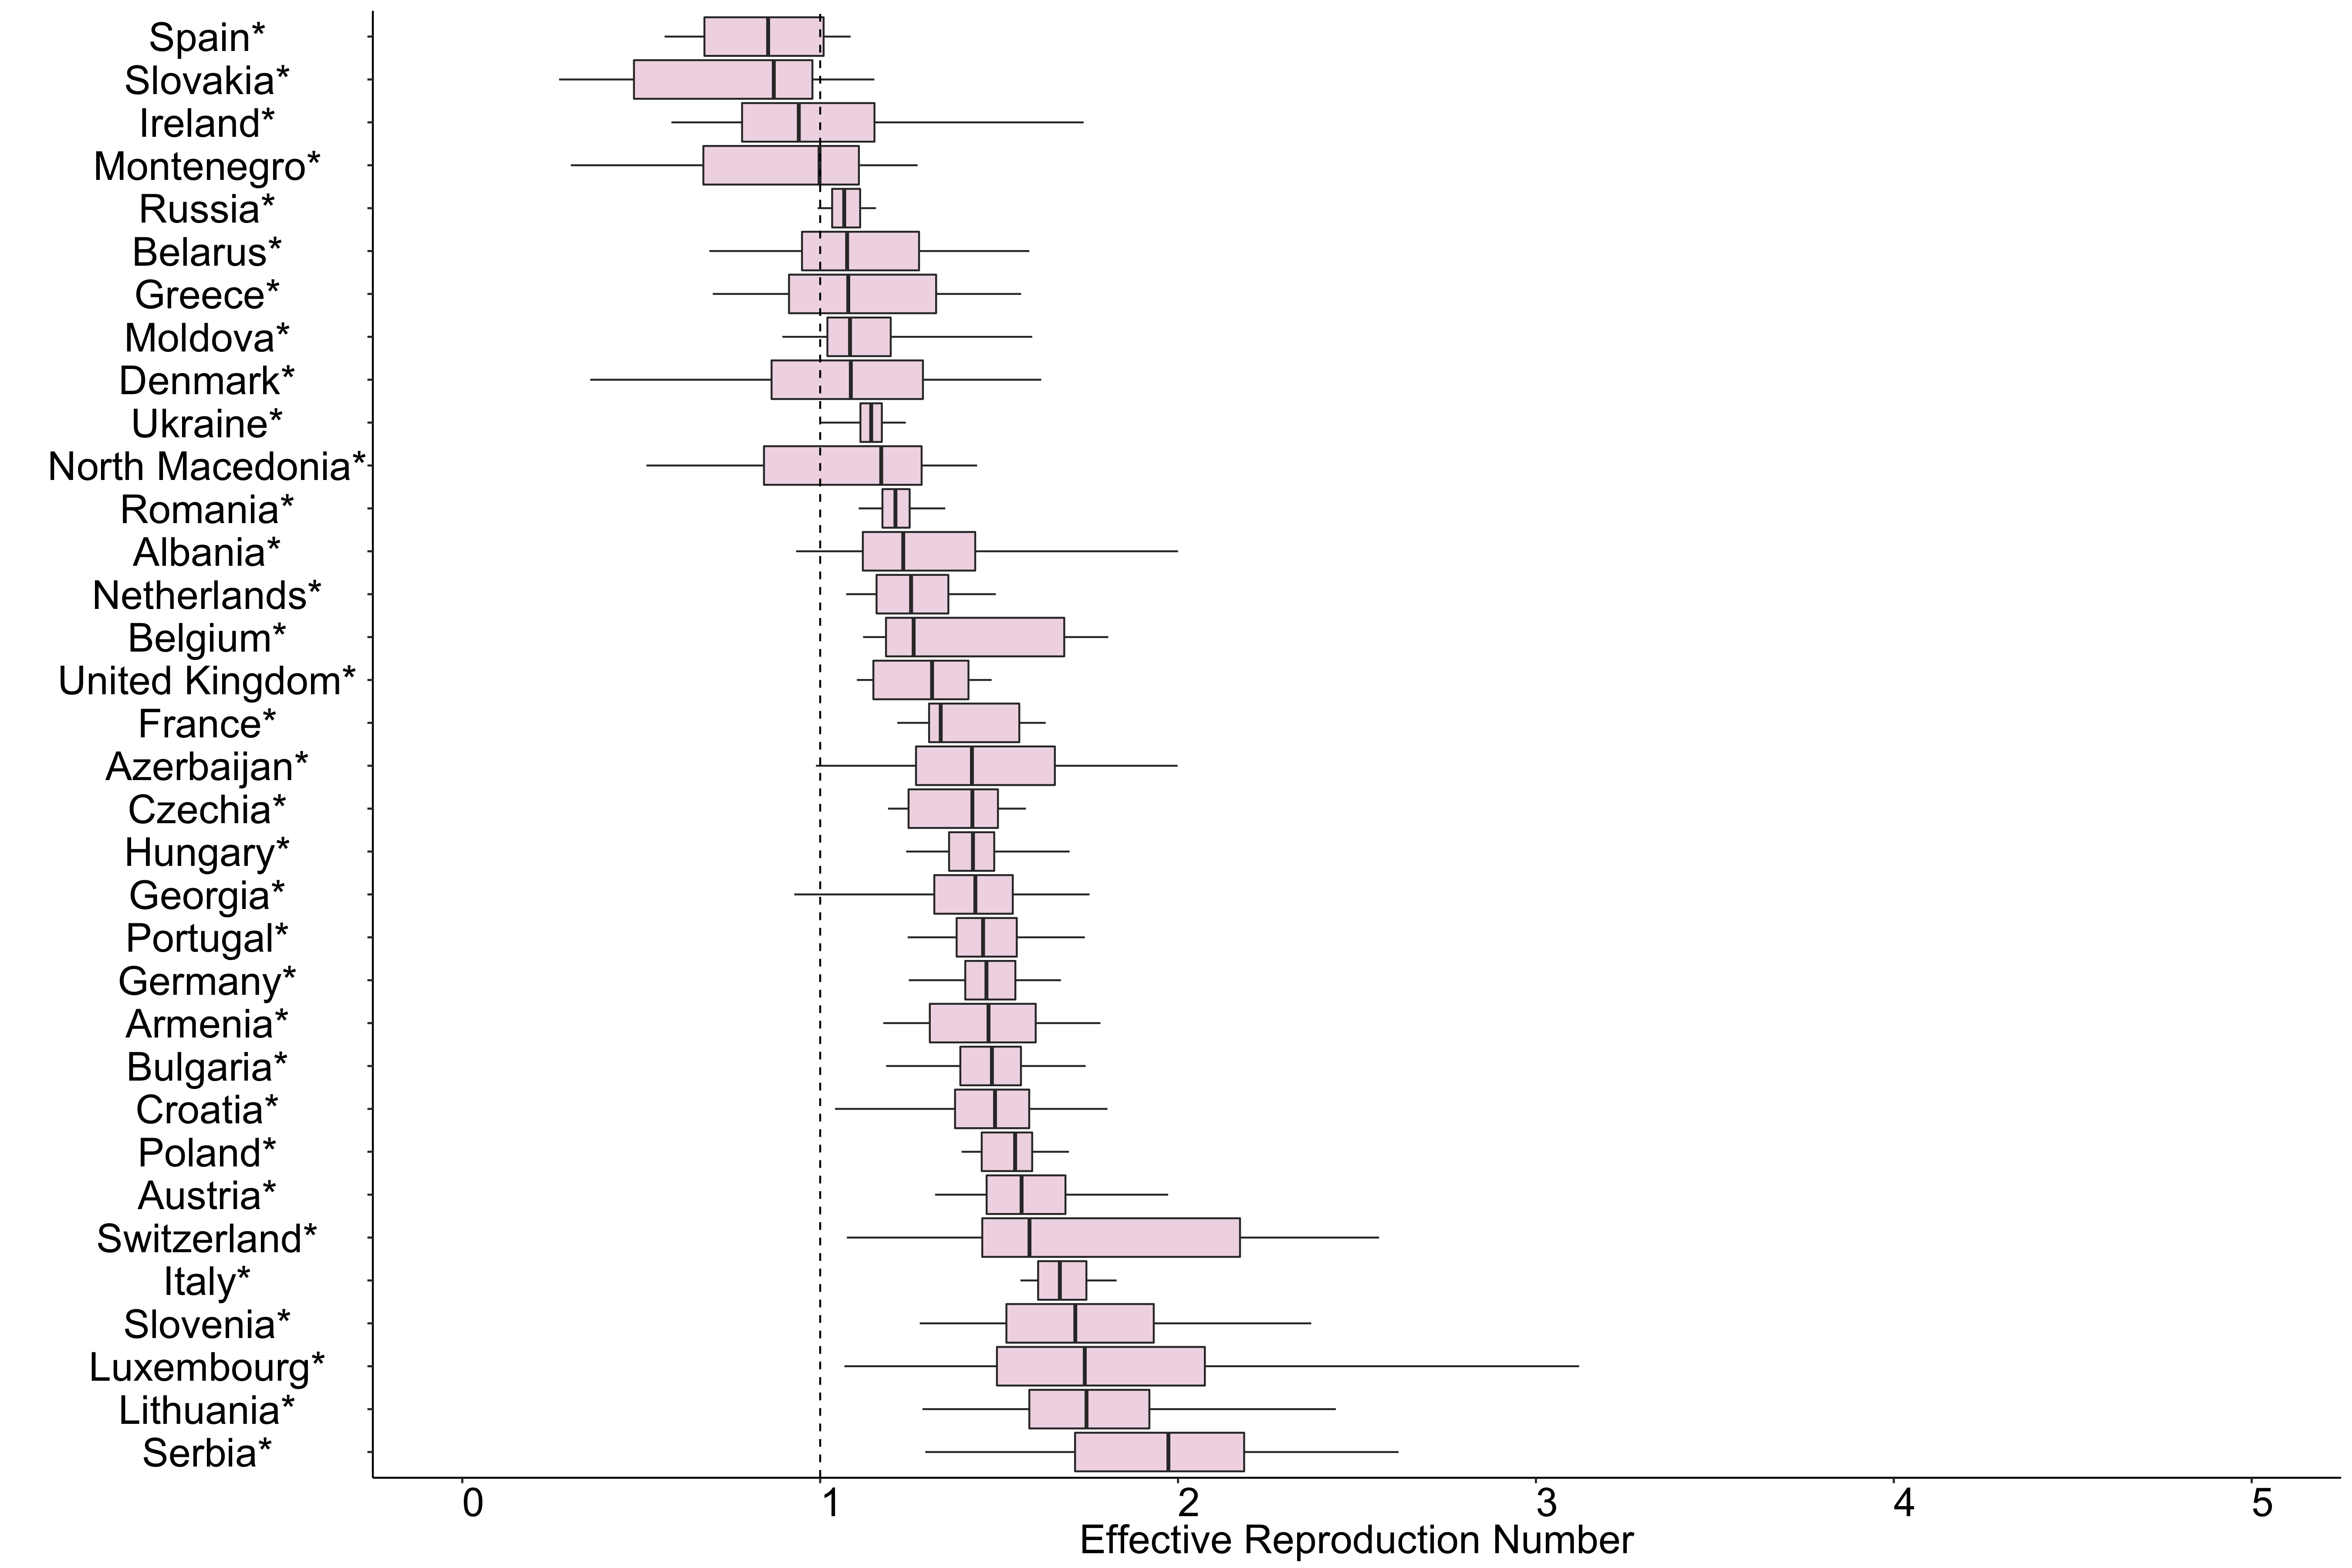 Spain*
Slovakia*
Ireland*
Montenegro*
Russia*
Belarus*
Greece*
Moldova*
Denmark*
Ukraine*
North Macedonia*
Romania*
Albania*
Netherlands*
Belgium*
United Kingdom*
France*
Azerbaijan*
Czechia*
Hungary*
Georgia*
Portugal*
Germany*
Armenia*
Bulgaria*
Croatia*
Poland*
Austria*
Switzerland*
Italy*
Slovenia*
Luxembourg*
Lithuania*
Serbia*
0 1 2 3 4 5
Effective Reproduction Number